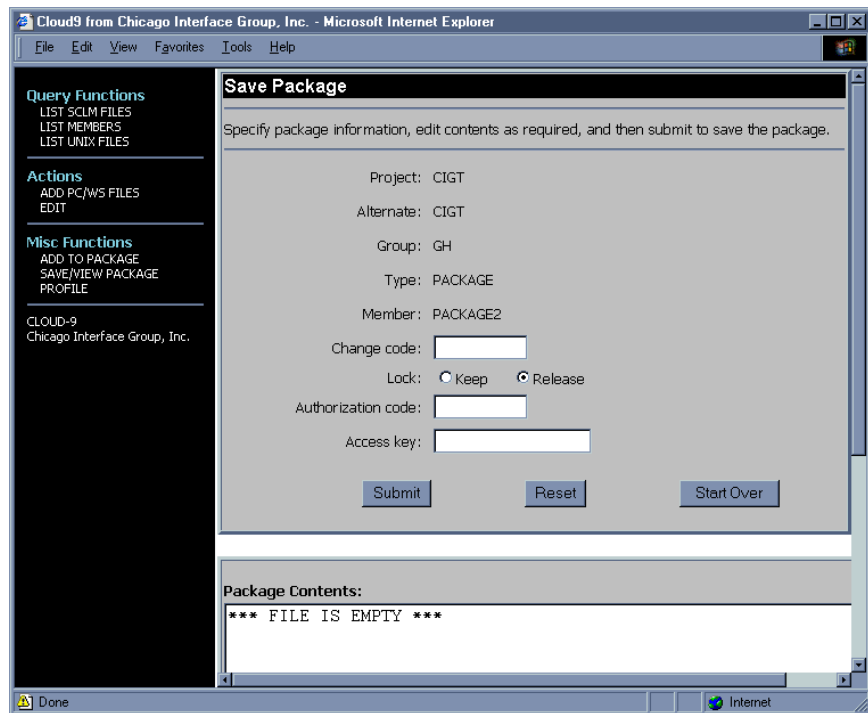 Cloud9 from Chicago Interface Group, Inc. - Microsoft Internet Explorer
File Edit View Favorites Tools Help
Query Functions
LIST SCLM FILES
LIST MEMBERS
LIST UNIX FILES
Actions
ADD PC/WS FILES
EDIT
Misc Functions
ADD TO PACKAGE
SAVE/VIEW PACKAGE
PROFILE
CLOUD-9
Chicago Interface Group, Inc.
Save Package
Specify package information, edit contents as required, and then submit to save the package.
Project: CIGT
Alternate: CIGT
Group: GH
Type: PACKAGE
Member: PACKAGE2
Change code:
Lock: Keep Release
Authorization code:
Access key:
Submit Reset Start Over
Package Contents:
*** FILE IS EMPTY ***
Done Internet